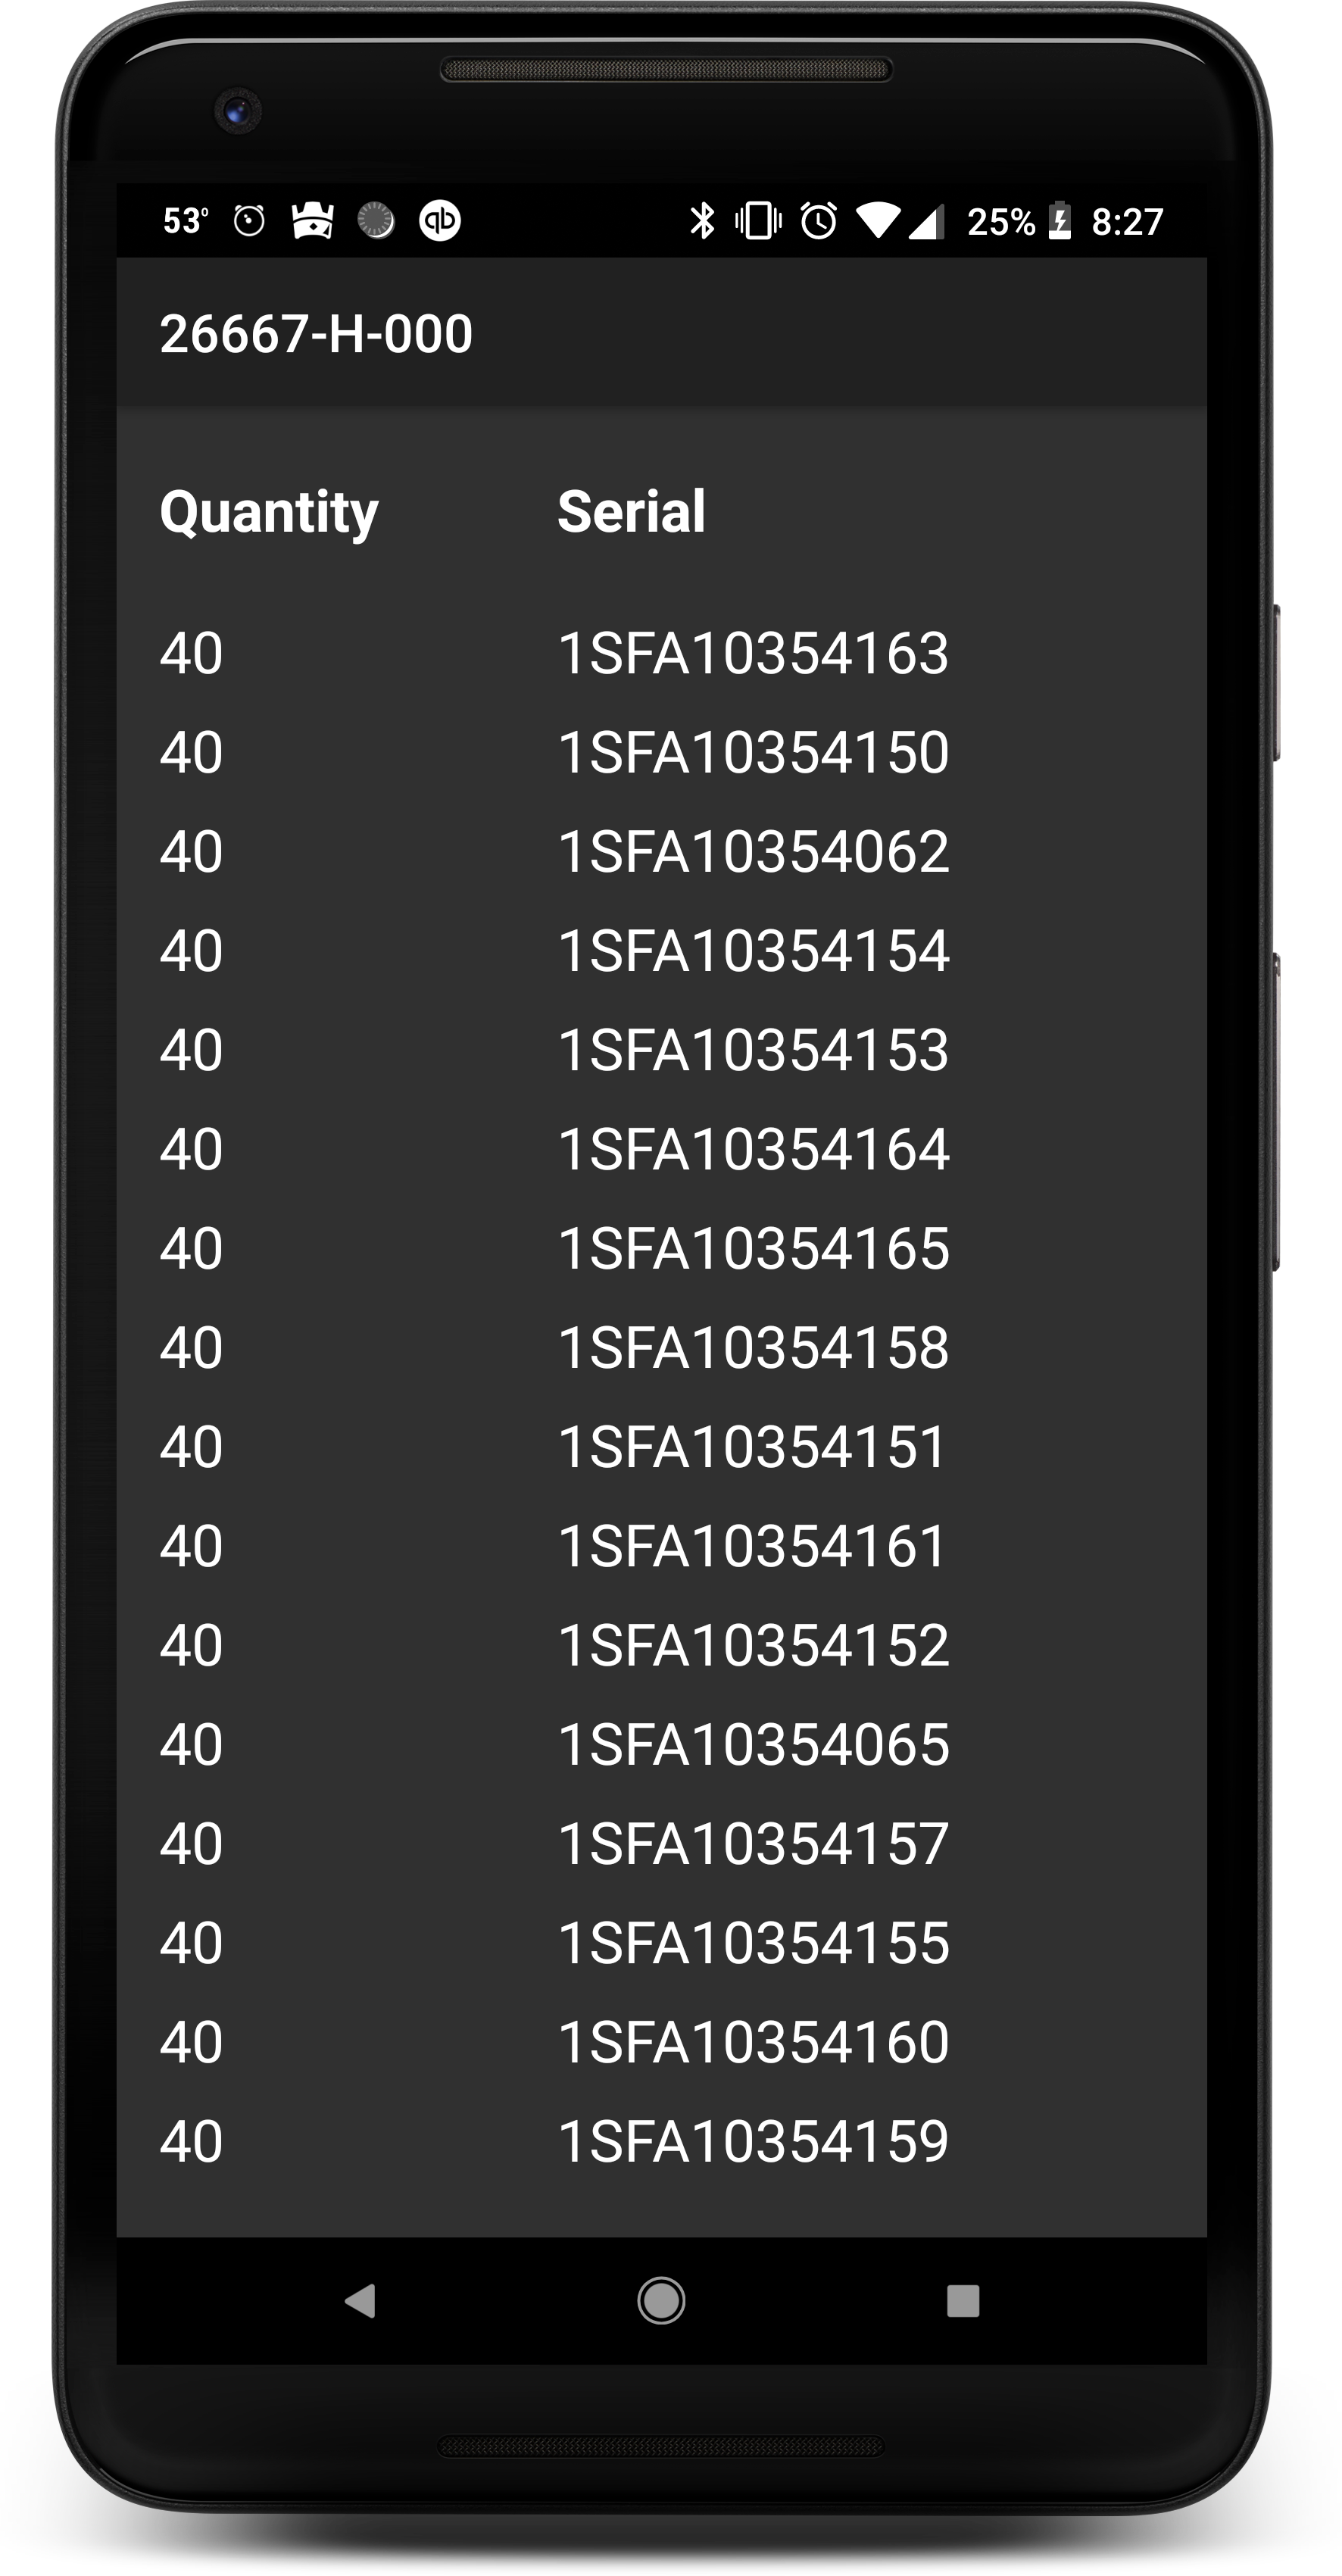 53° qb 25% 8:27
26667-H-000
Quantity Serial
40 1SFA10354163
40 1SFA10354150
40 1SFA10354062
40 1SFA10354154
40 1SFA10354153
40 1SFA10354164
40 1SFA10354165
40 1SFA10354158
40 1SFA10354151
40 1SFA10354161
40 1SFA10354152
40 1SFA10354065
40 1SFA10354157
40 1SFA10354155
40 1SFA10354160
40 1SFA10354159